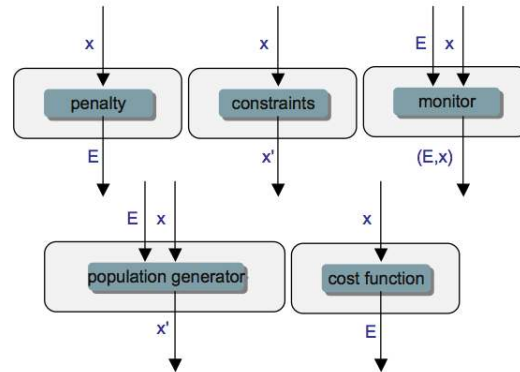 x x E x
penalty constraints monitor
E x' (E,x)
E x x
population generator cost function
x' E